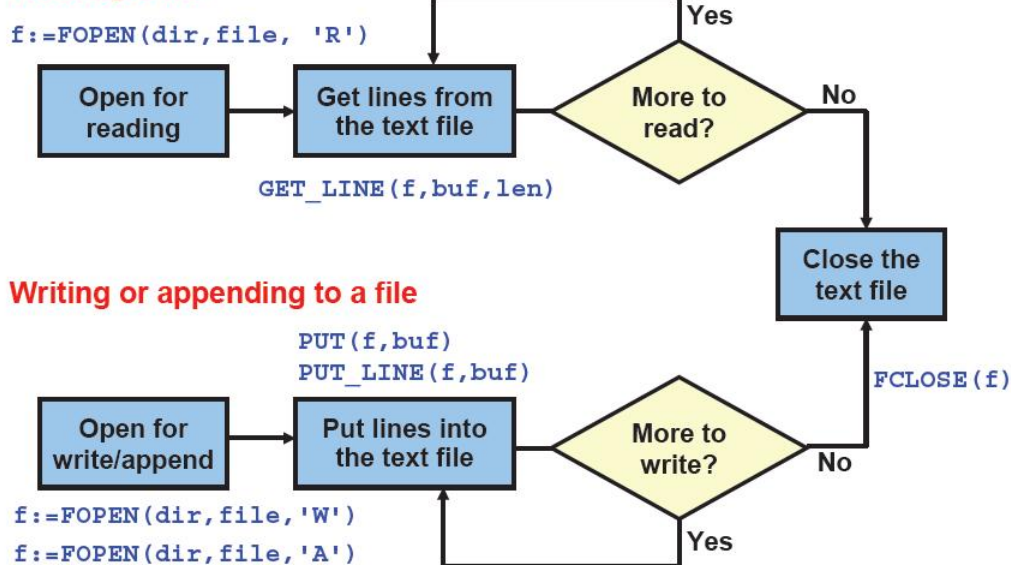 Yes
f:=FOPEN(dir,file, 'R')
Open for
reading
Get lines from
the text file
More to
read?
No
GET_LINE(f,buf,len)
Close the
text file
Writing or appending to a file
PUT(f,buf)
PUT_LINE(f,buf)
FCLOSE(f)
Open for
write/append
Put lines into
the text file
More to
write?
No
f:=FOPEN(dir,file,'W')
f:=FOPEN(dir,file,'A')
Yes